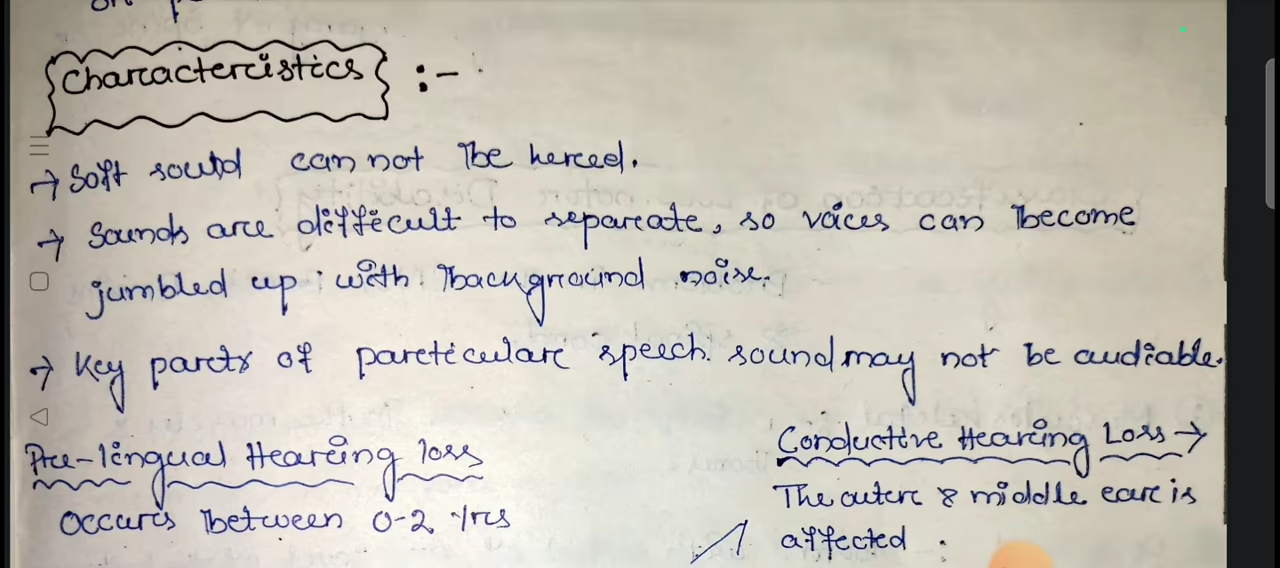 Characteristics :-
→ Soft sound can not be hered.
→ Sounds are difficult to separate, so voices can become
jumbled up with background noise.
→ Key parts of particular speech sound may not be audiable.
Pre-lingual Hearing loss
Occurs between 0-2 yrs
Conductive Hearing Loss →
The outer & middle ear is
affected.